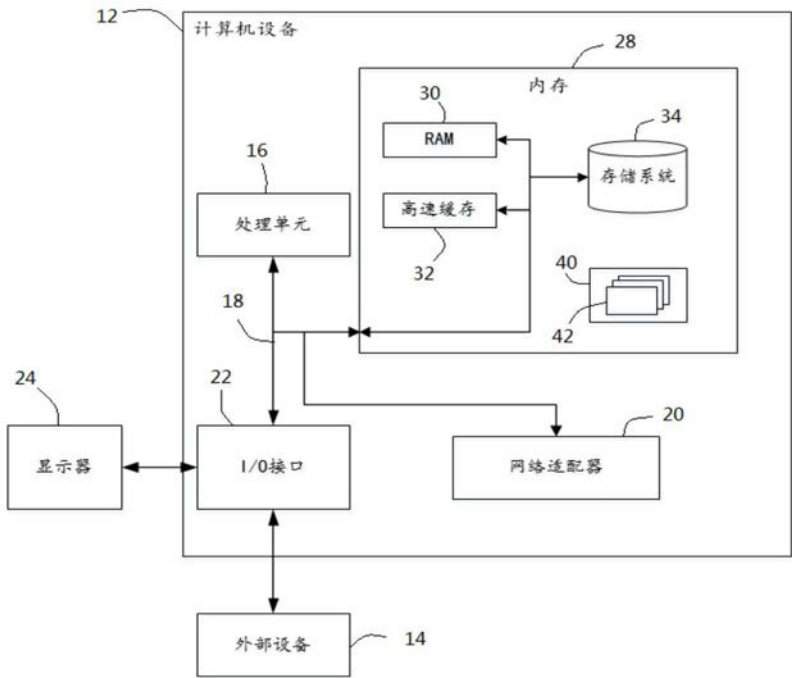 12
计算机设备
28
内存
30
RAM
34
存储系统
16
处理单元
高速缓存
32
40
42
18
24
22
20
显示器
I/O接口
网络适配器
外部设备
14